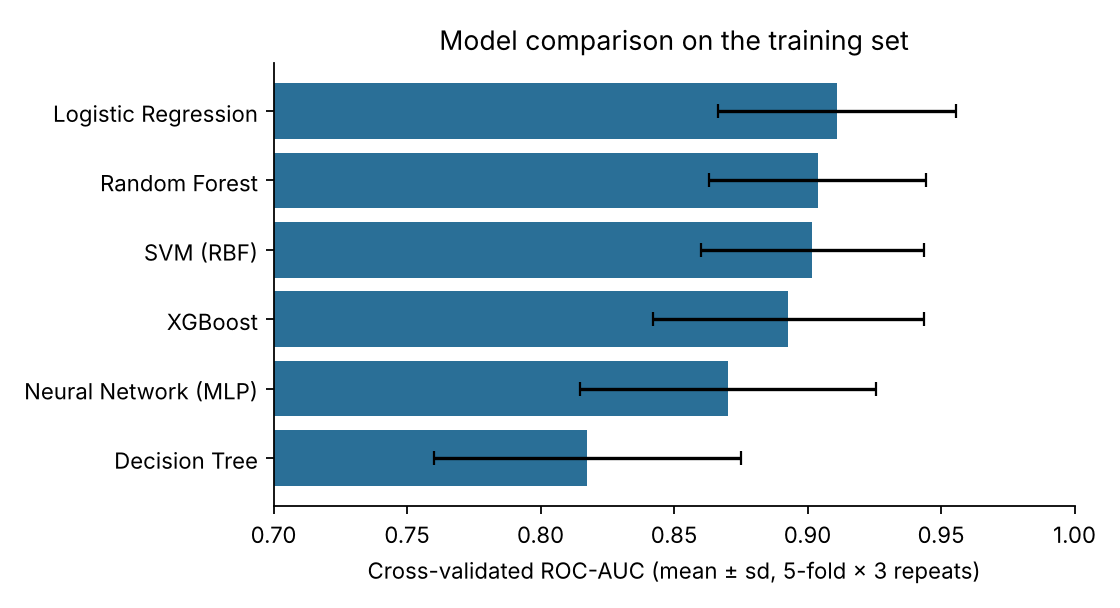 Model comparison on the training set
Logistic Regression
Random Forest
SVM (RBF)
XGBoost
Neural Network (MLP)
Decision Tree
0.70 0.75 0.80 0.85 0.90 0.95 1.00
Cross-validated ROC-AUC (mean ± sd, 5-fold × 3 repeats)